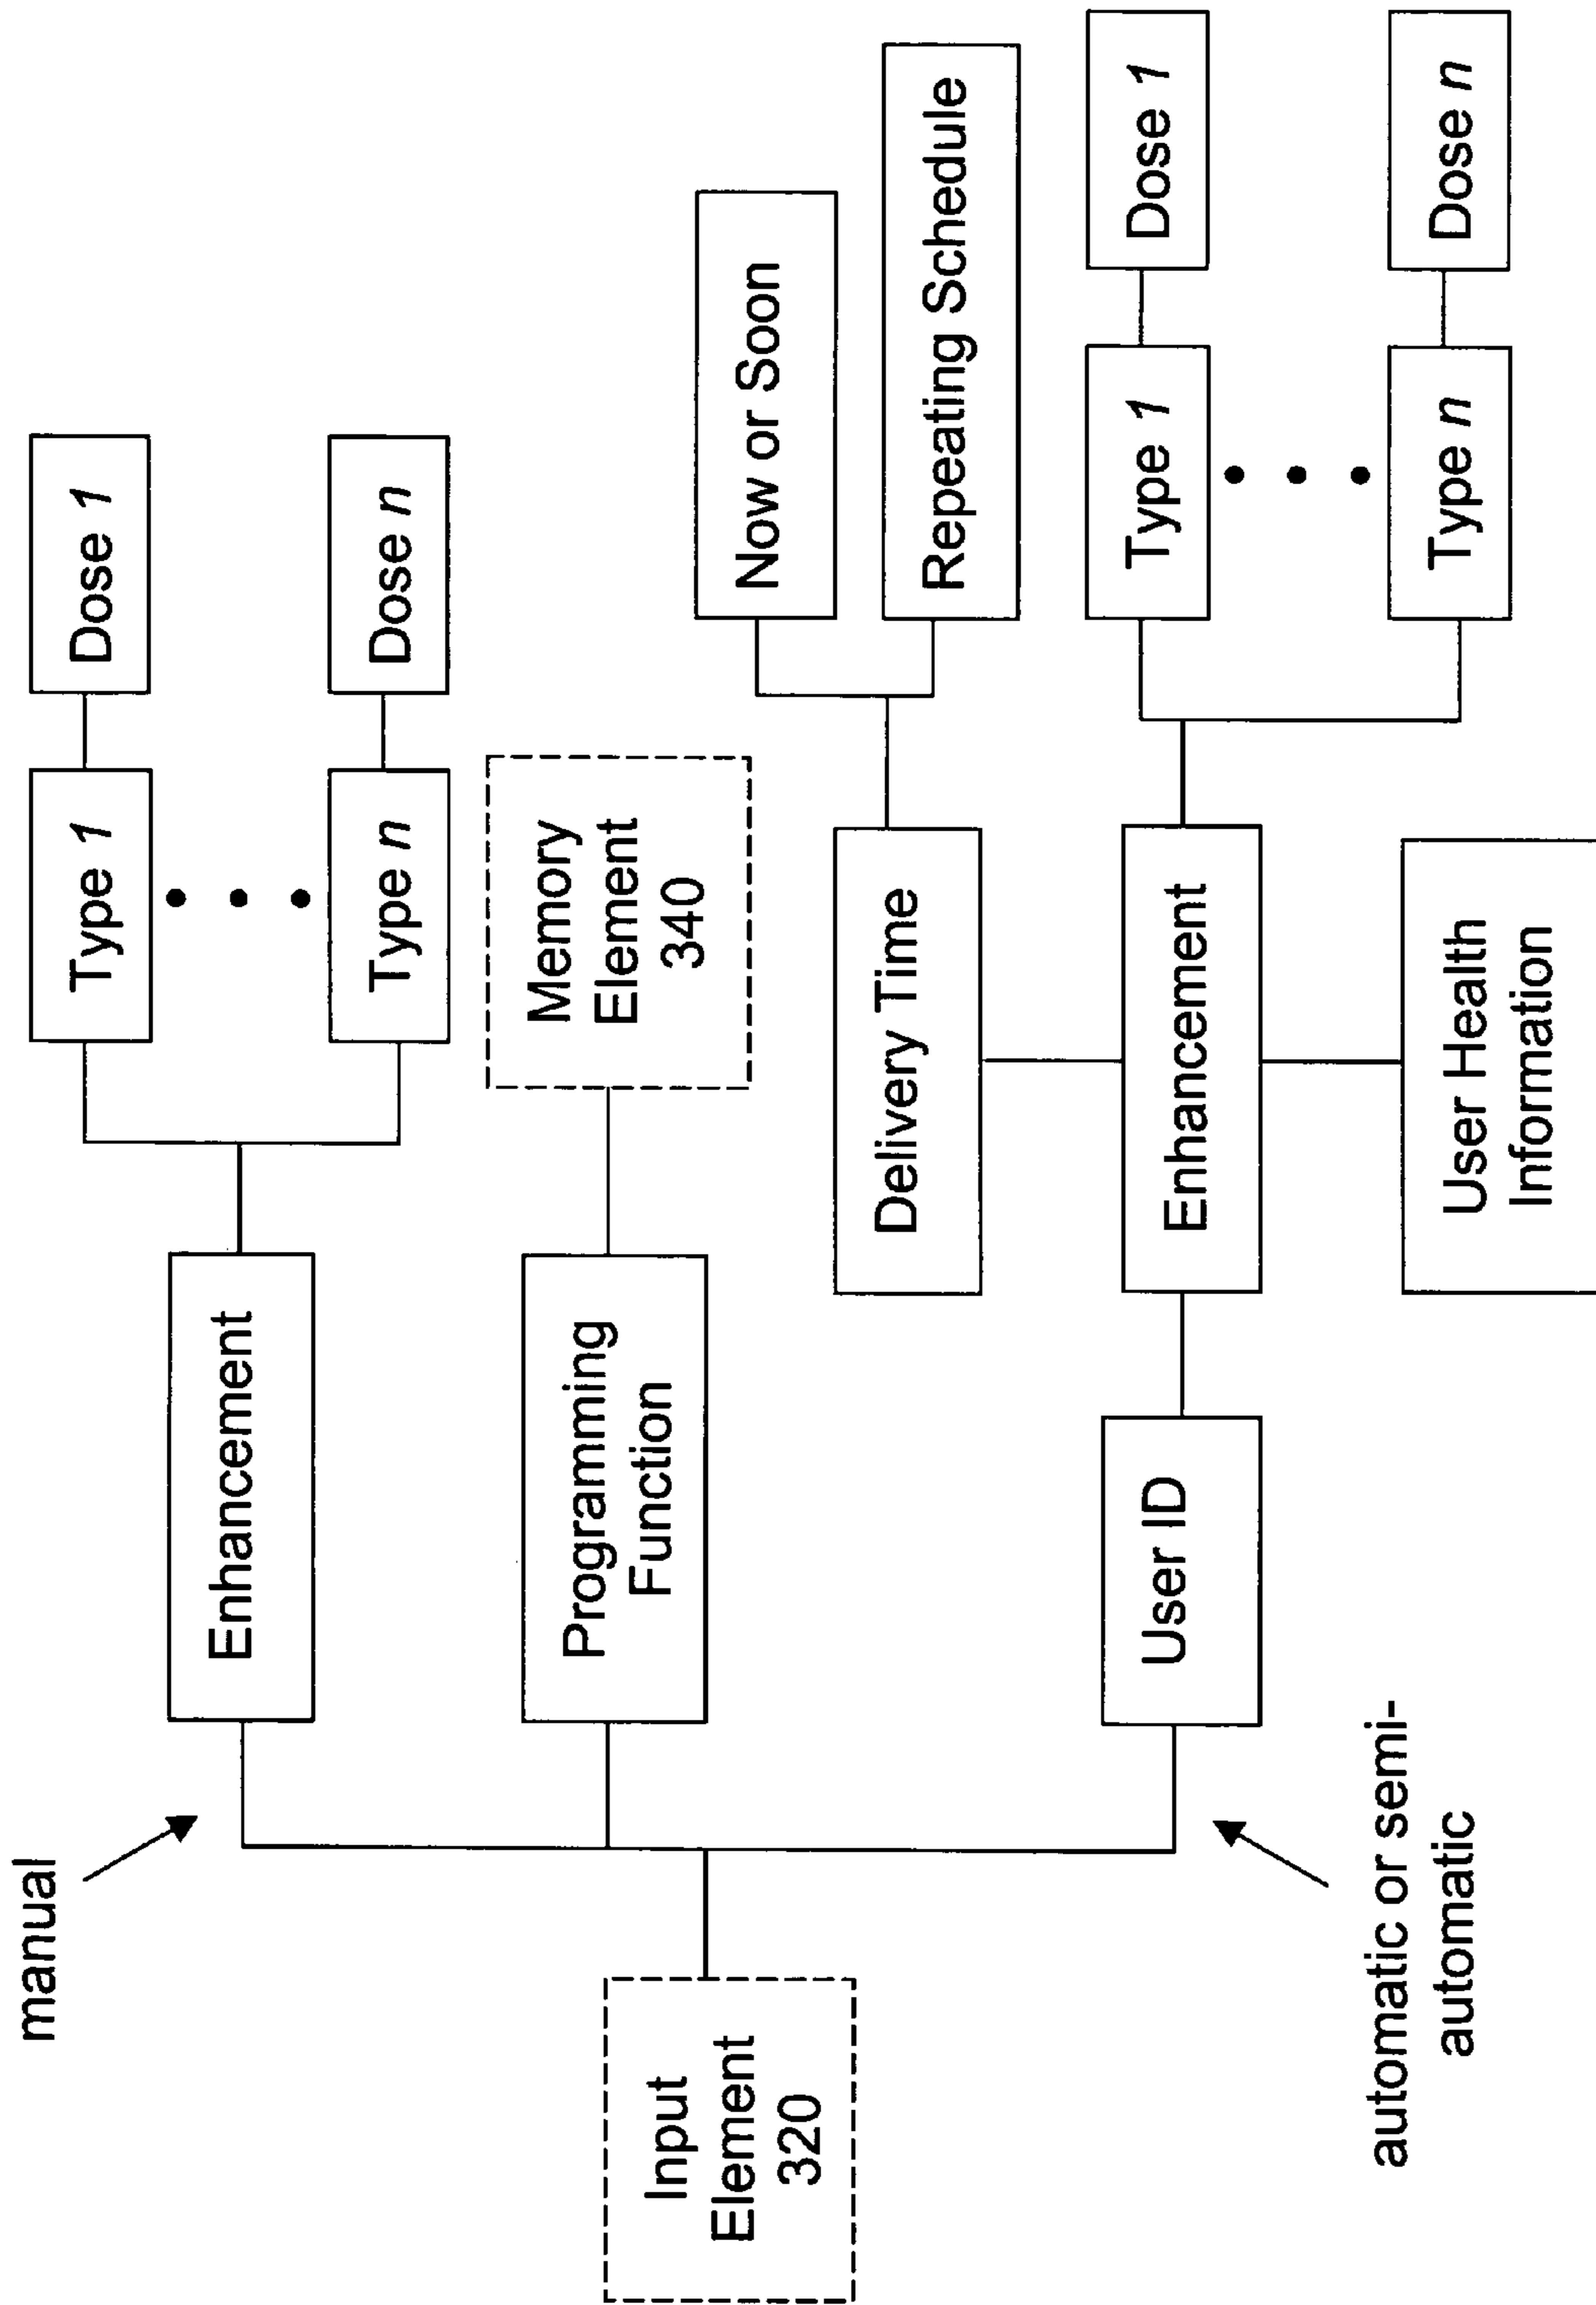 manual
Enhancement
Type 1
Dose 1
Type n
Dose n
Input
Element
320
Programming
Function
Memory
Element
340
automatic or semi-
automatic
User ID
Delivery Time
Now or Soon
Repeating Schedule
Enhancement
Type 1
Dose 1
Type n
Dose n
User Health
Information